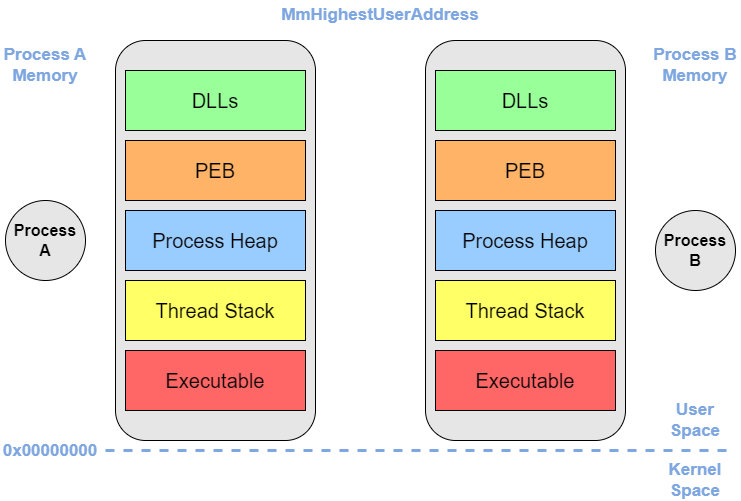 MmHighestUserAddress
Process A
Memory
Process B
Memory
DLLs
DLLs
PEB
PEB
Process
A
Process Heap
Process Heap
Process
B
Thread Stack
Thread Stack
Executable
Executable
User
Space
0x00000000
Kernel
Space